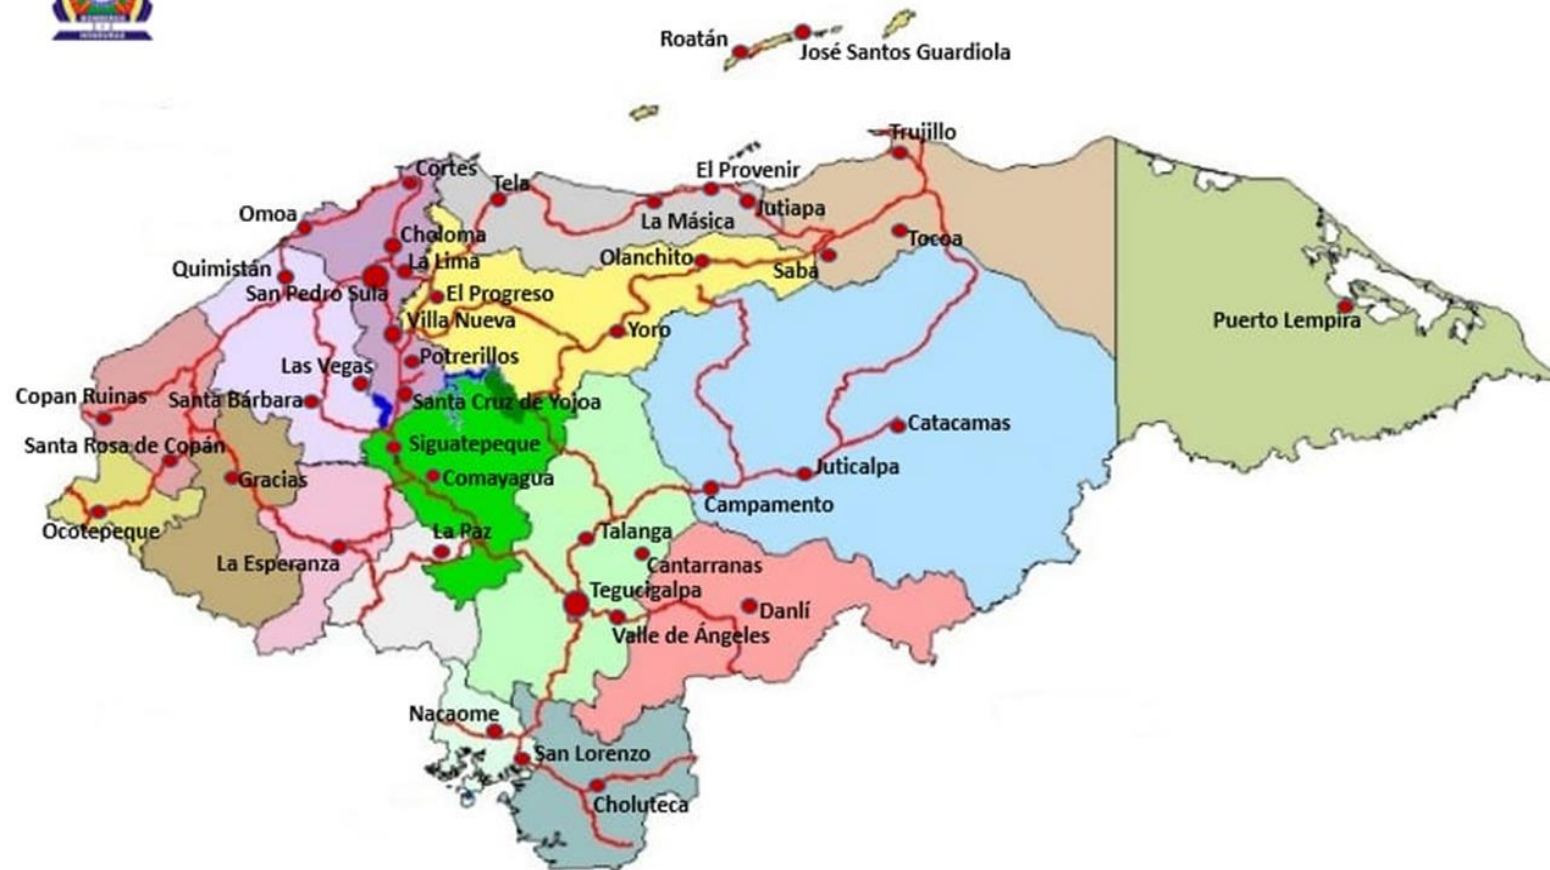 BOMBEROS
HONDURAS
Roatán
José Santos Guardiola
Trujillo
Cortes
Tela
El Provenir
Omoa
La Másica
Jutiapa
Choloma
Tocoa
Quimistán
La Lima
Olanchito
Sabá
San Pedro Sula
El Progreso
Villa Nueva
Yoro
Puerto Lempira
Las Vegas
Potrerillos
Copan Ruinas
Santa Bárbara
Santa Cruz de Yojoa
Catacamas
Santa Rosa de Copán
Siguatepeque
Gracias
Comayagua
Juticalpa
Campamento
Ocotepeque
La Paz
Talanga
La Esperanza
Cantarranas
Tegucigalpa
Danlí
Valle de Ángeles
Nacaome
San Lorenzo
Choluteca